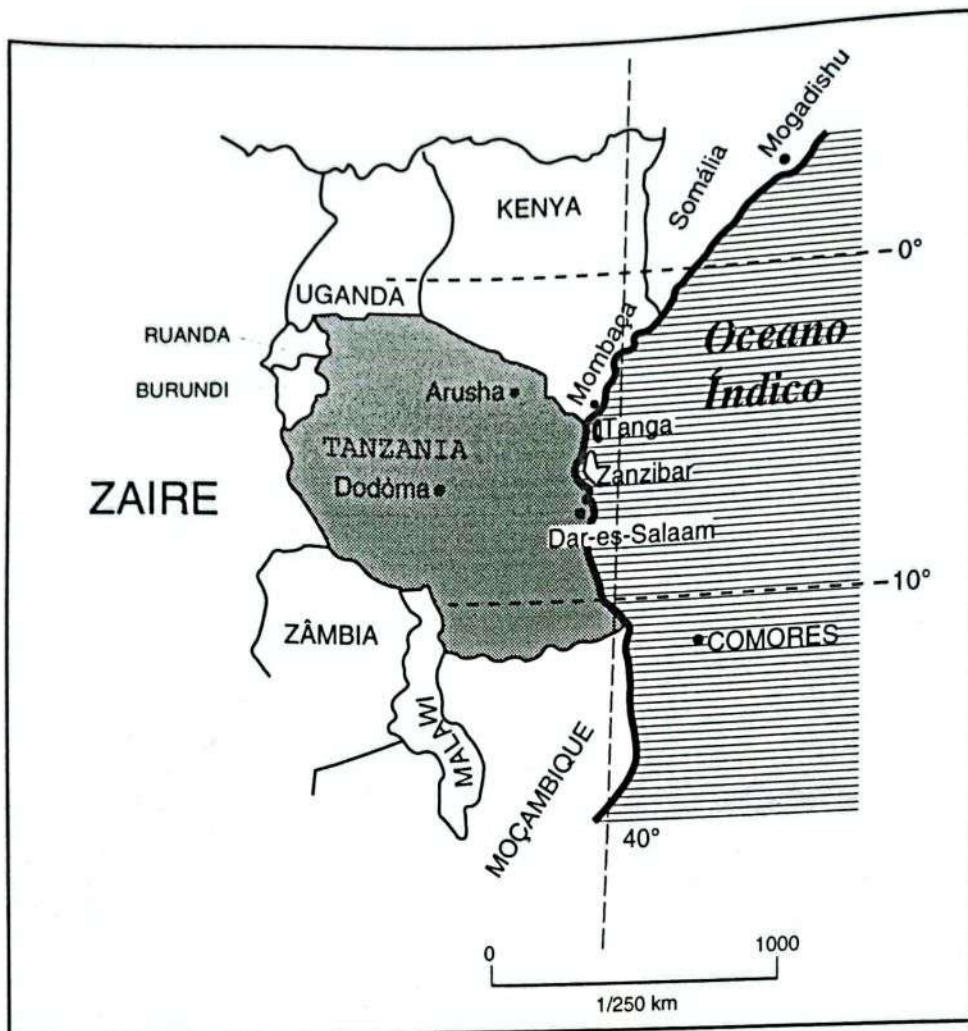 Mogadishu
Somália
KENYA
0°
UGANDA
RUANDA
Mombaça
Oceano
Índico
BURUNDI
Arusha
Tanga
TANZANIA
Zanzibar
ZAIRE
Dodòma
Dar-es-Salaam
10°
ZÂMBIA
COMORES
MALAWI
MOÇAMBIQUE
40°
0 1000
1/250 km